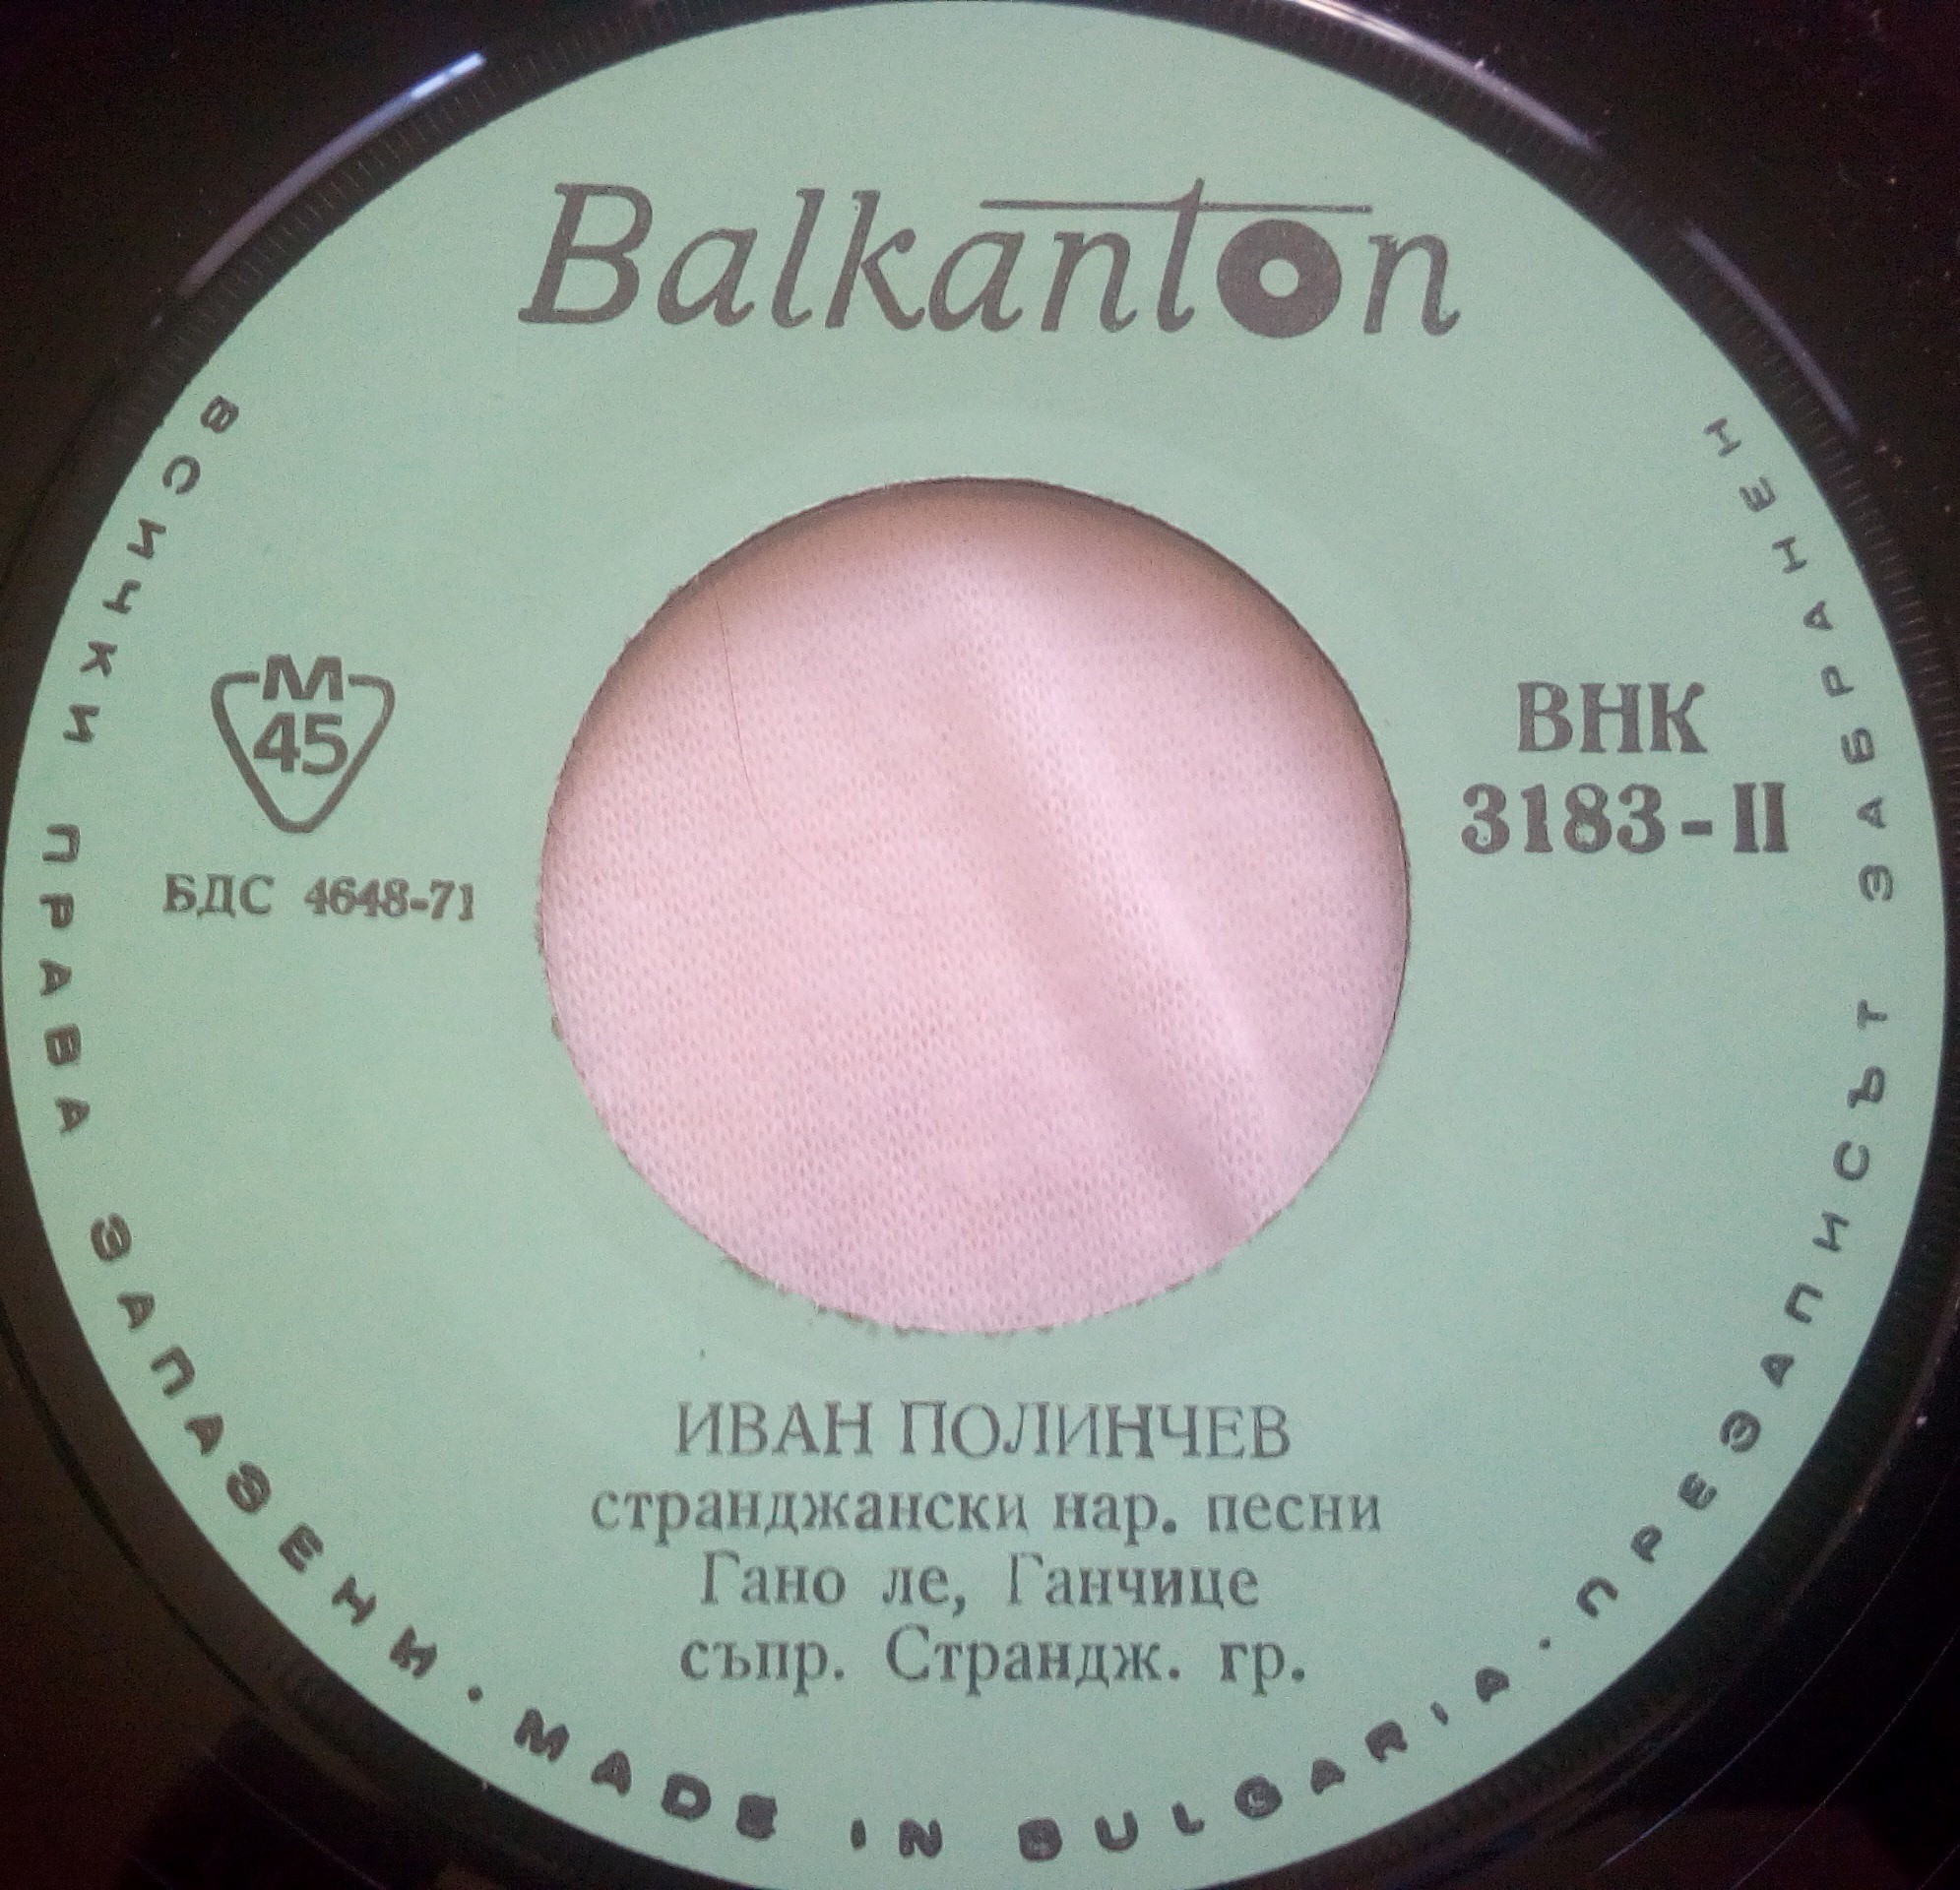 Balkanton
М
45
БДС 4648-71
ВНК
3183-II
ИВАН ПОЛИНЧЕВ
странджански нар. песни
Гано ле, Ганчице
съпр. Странdж. гр.
ВСИЧКИ ПРАВА ЗАПАЗЕНИ · MADE IN BULGARIA · ПРЕЗАПИСЪТ ЗАБРАНЕН